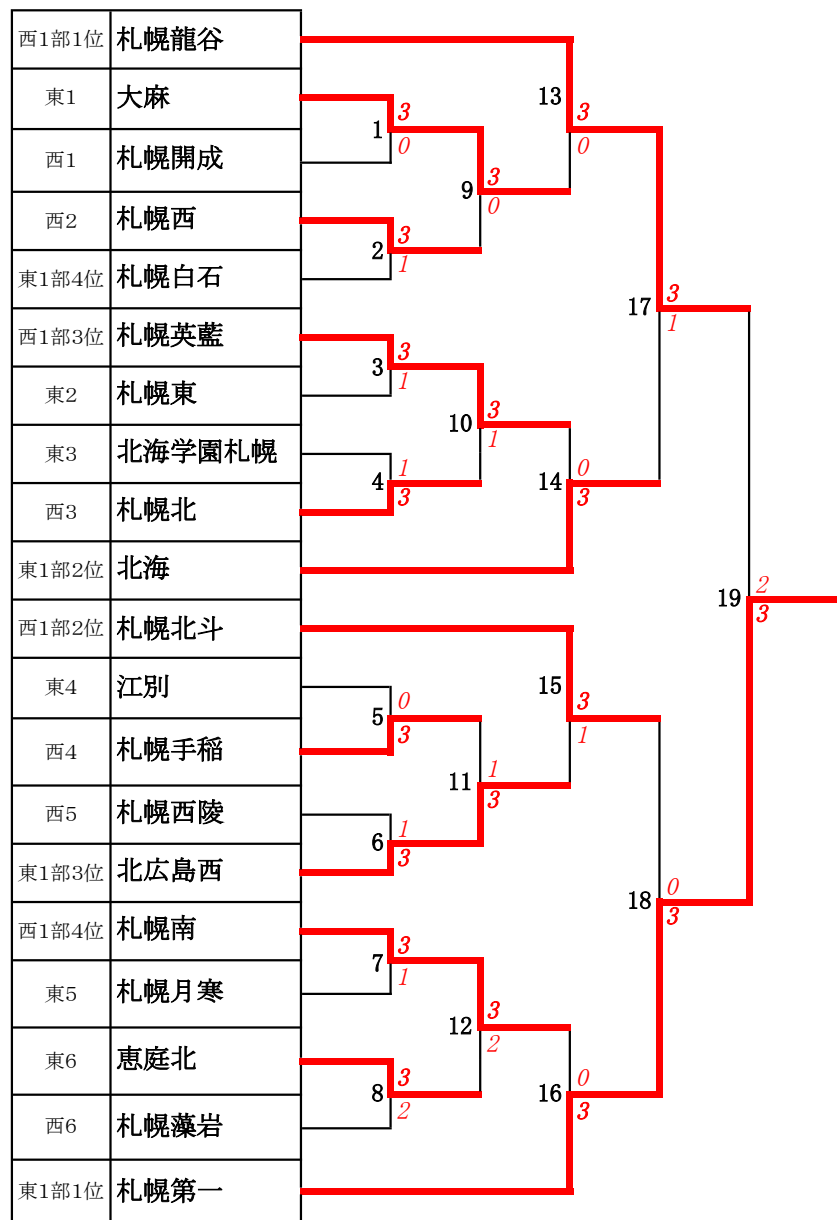 西1部1位 札幌龍谷
13
東1 大麻
3
3
1
0
0
西1 札幌開成
3
9
0
西2 札幌西
3
2
1
東1部4位 札幌白石
3
17
1
西1部3位 札幌英藍
3
3
1
東2 札幌東
3
10
1
東3 北海学園札幌
1
0
4
14
3
3
西3 札幌北
東1部2位 北海
2
19
3
西1部2位 札幌北斗
東4 江別
15
0
3
5
3
1
西4 札幌手稲
1
11
3
西5 札幌西陵
1
6
3
東1部3位 北広島西
0
18
3
西1部4位 札幌南
3
7
1
東5 札幌月寒
3
12
2
東6 恵庭北
3
0
8
16
2
3
西6 札幌藻岩
東1部1位 札幌第一